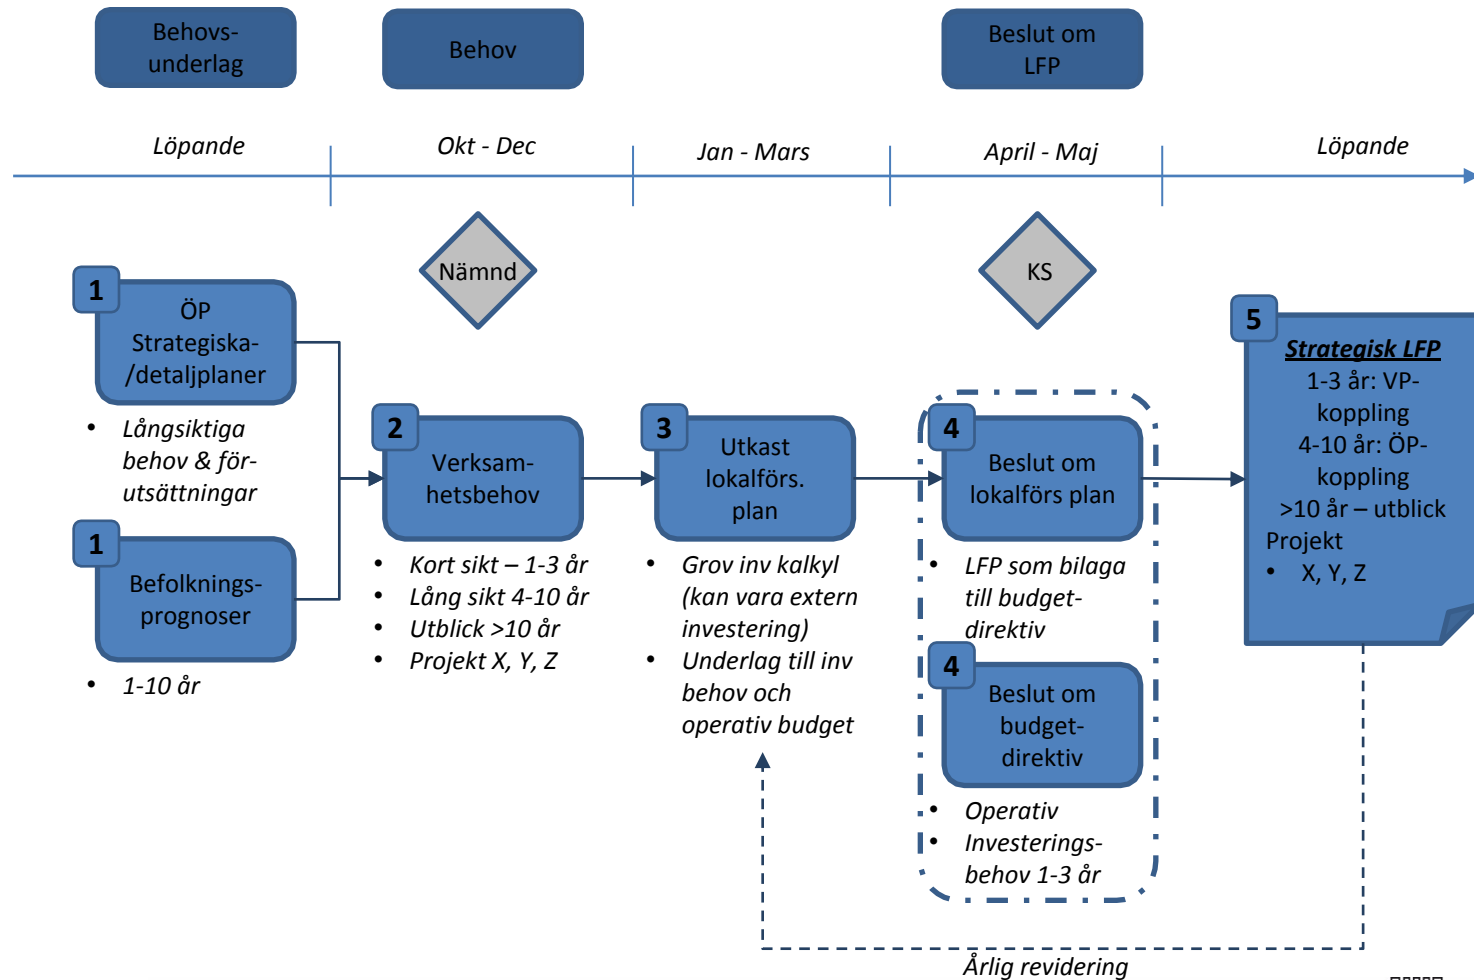 Behovs-
underlag
Behov
Beslut om
LFP
Löpande
Okt - Dec
Jan - Mars
April - Maj
Löpande
Nämnd
KS
1
ÖP
Strategiska-
/detaljplaner
• Långsiktiga
behov & för-
utsättningar
1
Befolknings-
prognoser
• 1-10 år
2
Verksam-
hetsbehov
• Kort sikt – 1-3 år
• Lång sikt 4-10 år
• Utblick >10 år
• Projekt X, Y, Z
3
Utkast
lokalförs.
plan
• Grov inv kalkyl
(kan vara extern
investering)
• Underlag till inv
behov och
operativ budget
4
Beslut om
lokalförs plan
• LFP som bilaga
till budget-
direktiv
4
Beslut om
budget-
direktiv
• Operativ
• Investerings-
behov 1-3 år
5
Strategisk LFP
1-3 år: VP-
koppling
4-10 år: ÖP-
koppling
>10 år – utblick
Projekt
• X, Y, Z
Årlig revidering